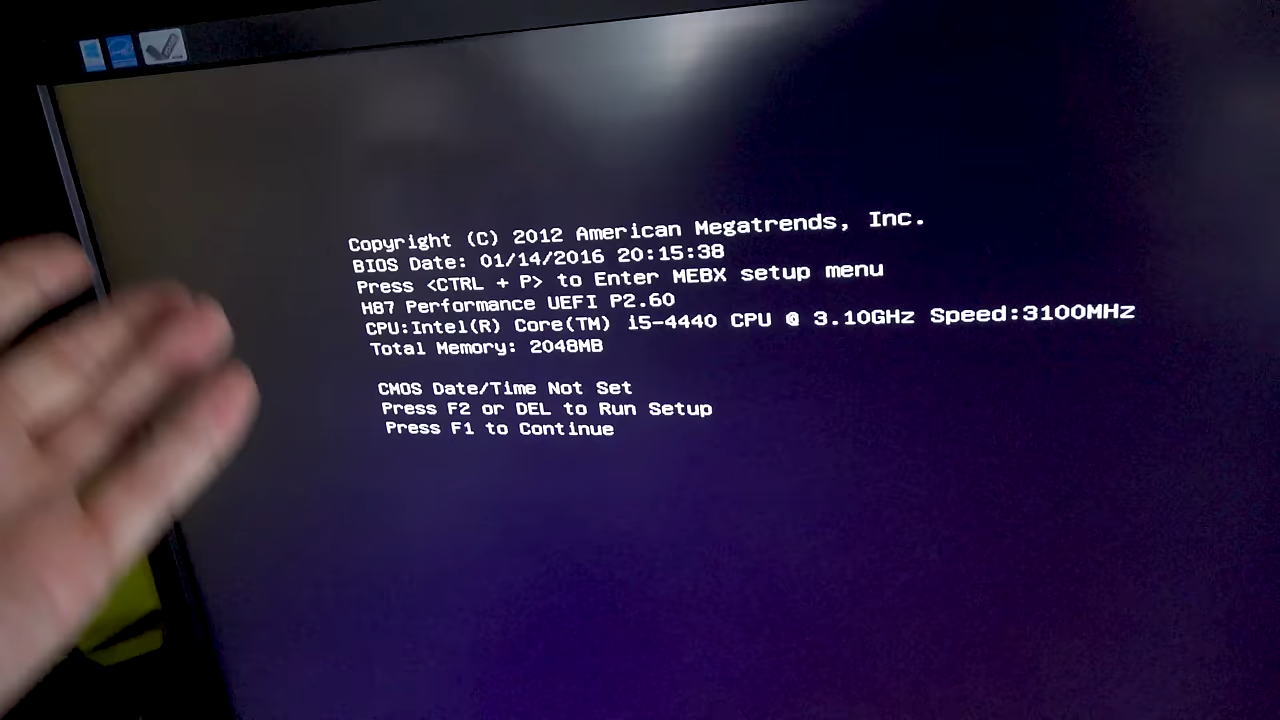 Copyright (C) 2012 American Megatrends, Inc.
BIOS Date: 01/14/2016 20:15:38
Press <CTRL + P> to Enter MEBX setup menu
H87 Performance UEFI P2.60
CPU:Intel(R) Core(TM) i5-4440 CPU @ 3.10GHz Speed:3100MHz
Total Memory: 2048MB
CMOS Date/Time Not Set
Press F2 or DEL to Run Setup
Press F1 to Continue